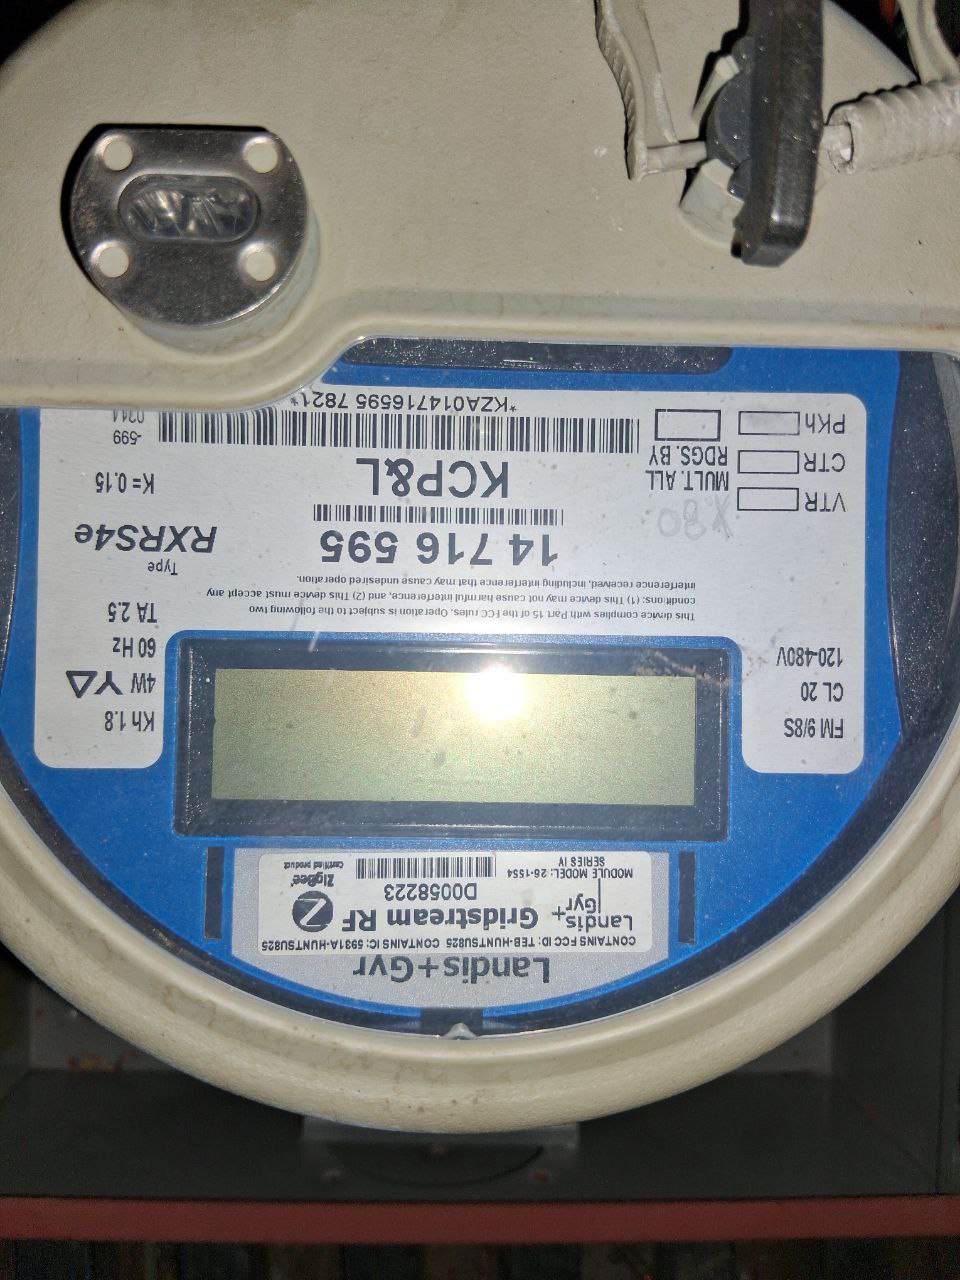 Landis+Gyr
CONTAINS FCC ID: TEB-HUNTSU825 CONTAINS IC: 5931A-HUNTSU825
Landis+Gyr+ Gridstream RF Z
D0058223
MODULE MODEL: 26-1554
SERIES IV
ZigBee®
Certified product
FM 9/8S
CL 20
120-480V
Kh 1.8
4W Y Δ
60 Hz
TA 2.5
This device complies with Part 15 of the FCC rules. Operation is subject to the following two
conditions: (1) This device may not cause harmful interference, and (2) This device must accept any
interference received, including interference that may cause undesired operation.
14 716 595
Type
RXRS4e
KCP&L
K= 0.15
VTR
CTR
PKh
X80
MULT. ALL
RDGS. BY
-599
0211
*KZA014716595 7821*